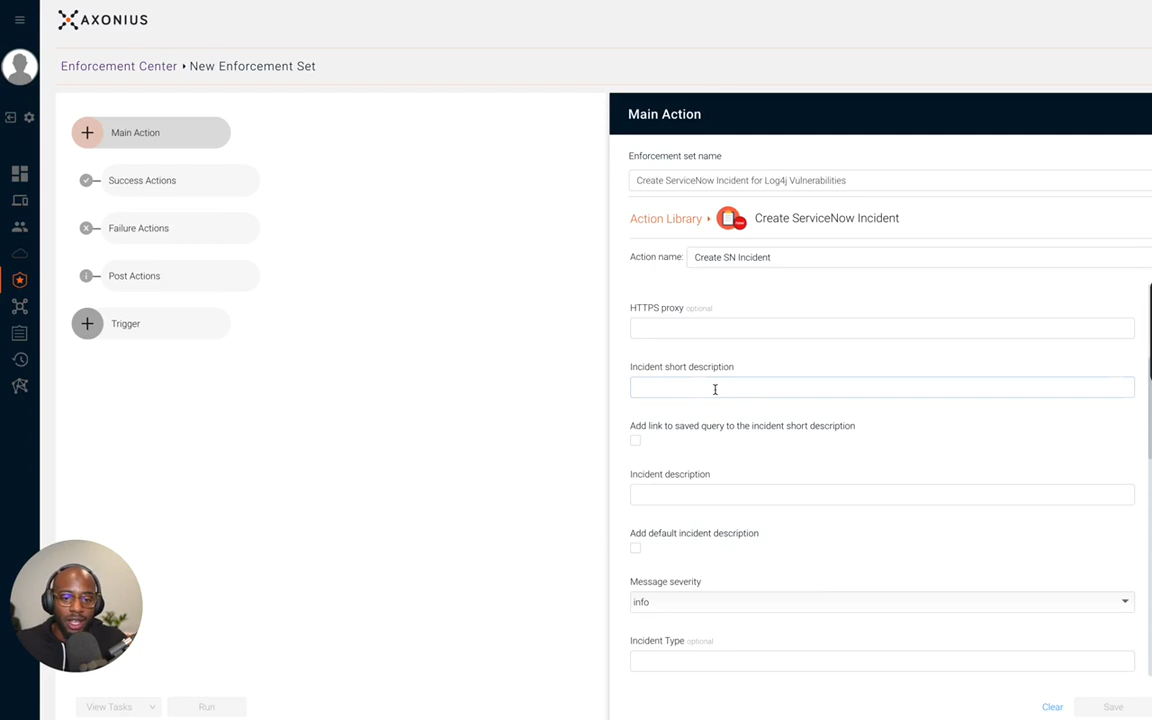 AXONIUS
Enforcement Center ▸ New Enforcement Set
Main Action
Success Actions
Failure Actions
Post Actions
Trigger
View Tasks
Run
Main Action
Enforcement set name
Create ServiceNow Incident for Log4j Vulnerabilities
Action Library ▸ Create ServiceNow Incident
Action name: Create SN Incident
HTTPS proxy optional
Incident short description
Add link to saved query to the incident short description
Incident description
Add default incident description
Message severity
info
Incident Type optional
Clear
Save